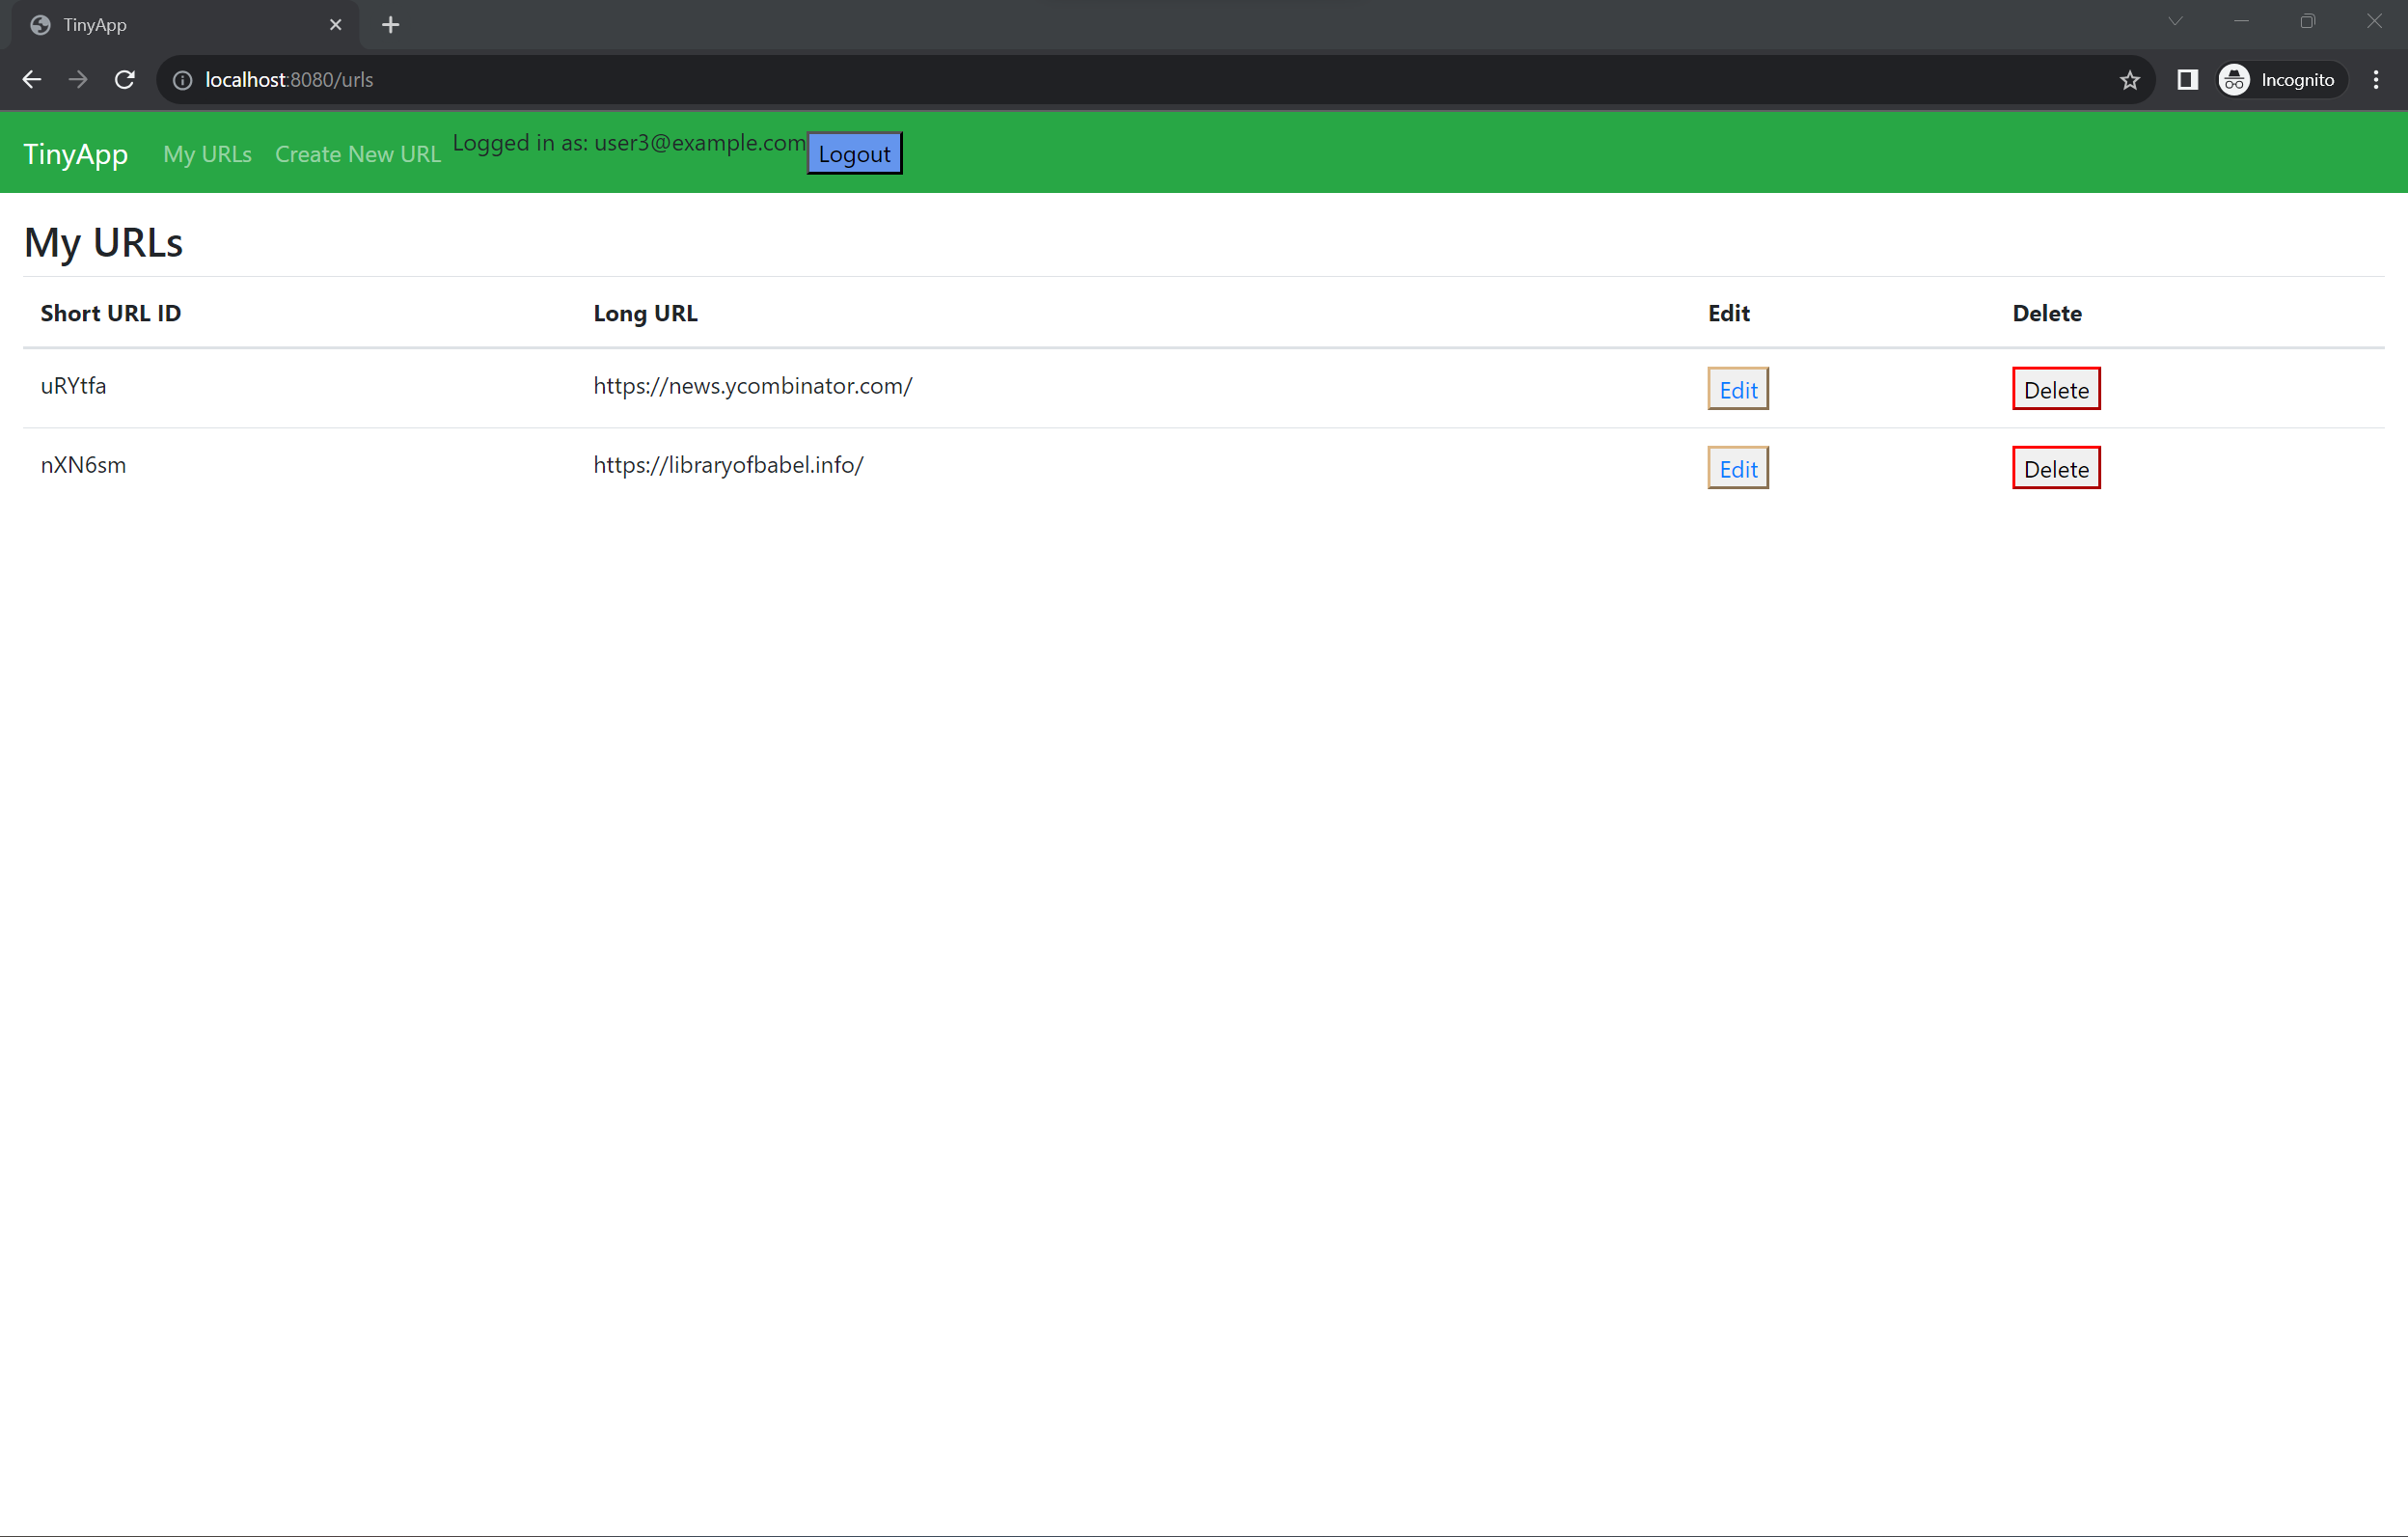 TinyApp
localhost:8080/urls
Incognito
TinyApp My URLs Create New URL Logged in as: user3@example.com Logout
My URLs
Short URL ID Long URL Edit Delete
uRYtfa https://news.ycombinator.com/ Edit Delete
nXN6sm https://libraryofbabel.info/ Edit Delete